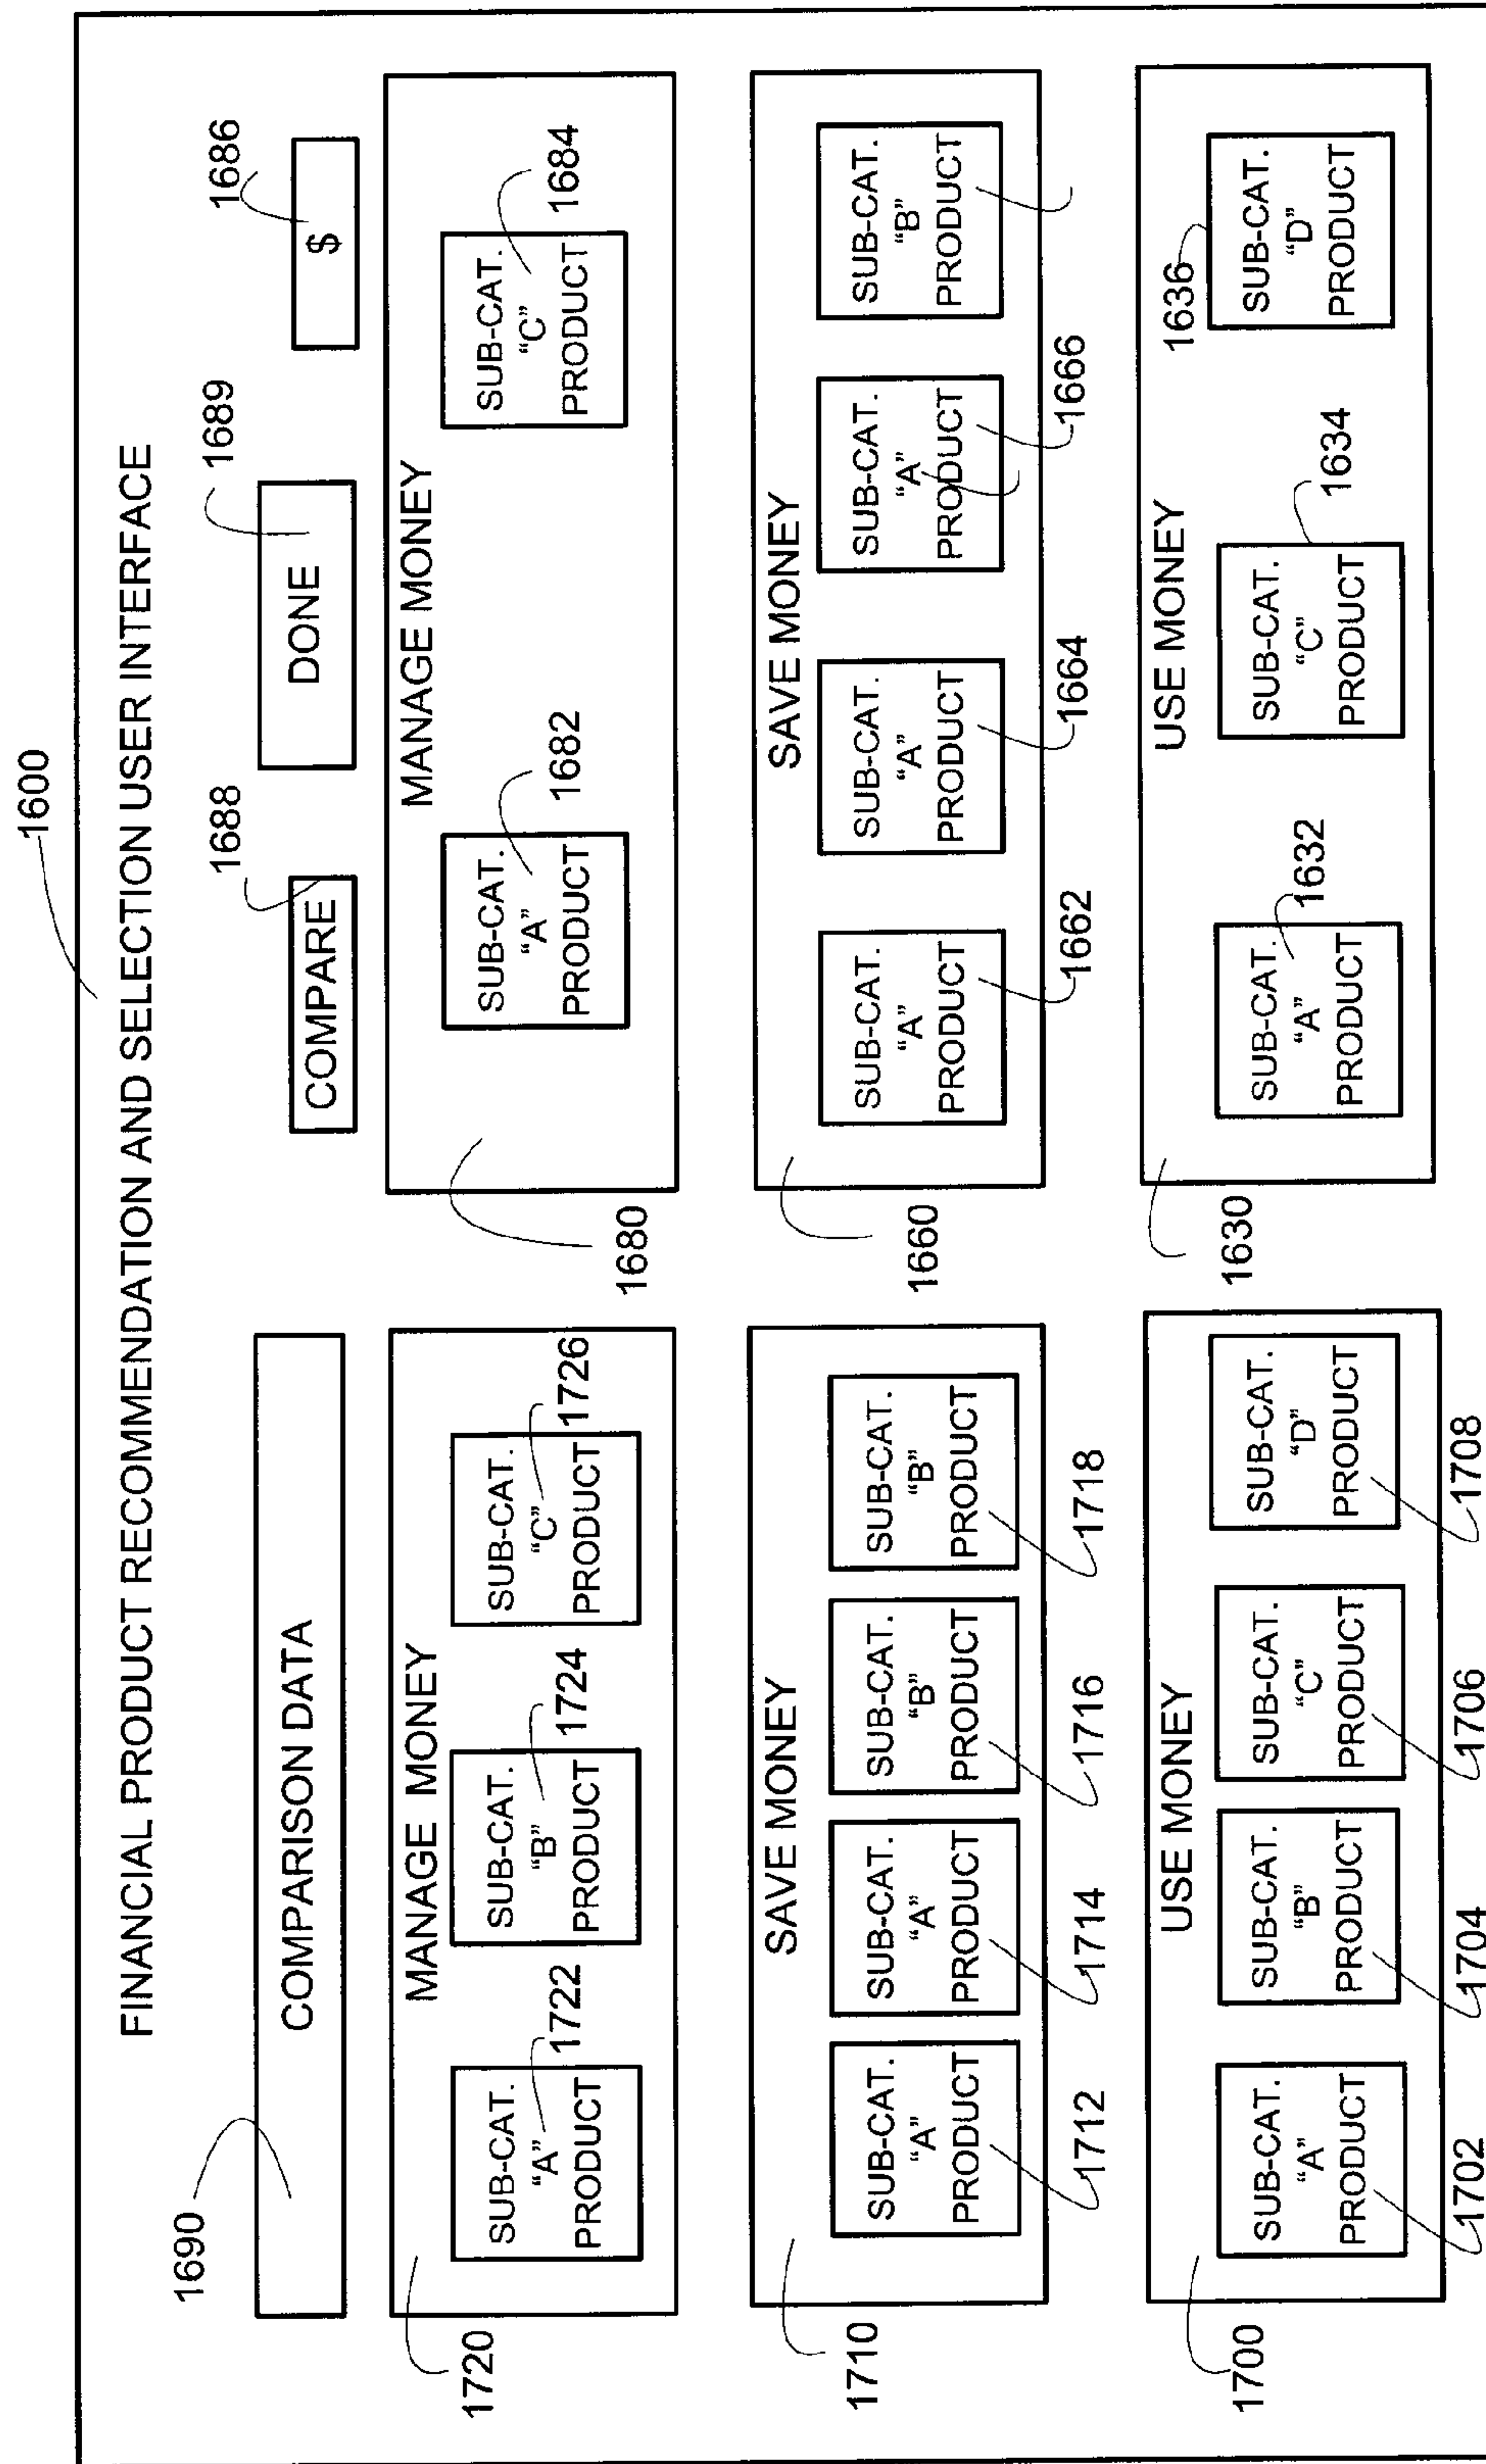 1600
FINANCIAL PRODUCT RECOMMENDATION AND SELECTION USER INTERFACE
1690
COMPARISON DATA
1688
COMPARE
1689
DONE
1686
$
1720
MANAGE MONEY
SUB-CAT.
“A”
PRODUCT
1722
SUB-CAT.
“B”
PRODUCT
1724
SUB-CAT.
“C”
PRODUCT
1726
1680
MANAGE MONEY
SUB-CAT.
“A”
PRODUCT
1682
SUB-CAT.
“C”
PRODUCT
1684
1710
SAVE MONEY
SUB-CAT.
“A”
PRODUCT
1712
SUB-CAT.
“A”
PRODUCT
1714
SUB-CAT.
“B”
PRODUCT
1716
SUB-CAT.
“B”
PRODUCT
1718
1660
SAVE MONEY
SUB-CAT.
“A”
PRODUCT
1662
SUB-CAT.
“A”
PRODUCT
1664
SUB-CAT.
“A”
PRODUCT
1666
SUB-CAT.
“B”
PRODUCT
1700
USE MONEY
SUB-CAT.
“A”
PRODUCT
1702
SUB-CAT.
“B”
PRODUCT
1704
SUB-CAT.
“C”
PRODUCT
1706
SUB-CAT.
“D”
PRODUCT
1708
1630
USE MONEY
SUB-CAT.
“A”
PRODUCT
1632
SUB-CAT.
“C”
PRODUCT
1634
SUB-CAT.
“D”
PRODUCT
1636